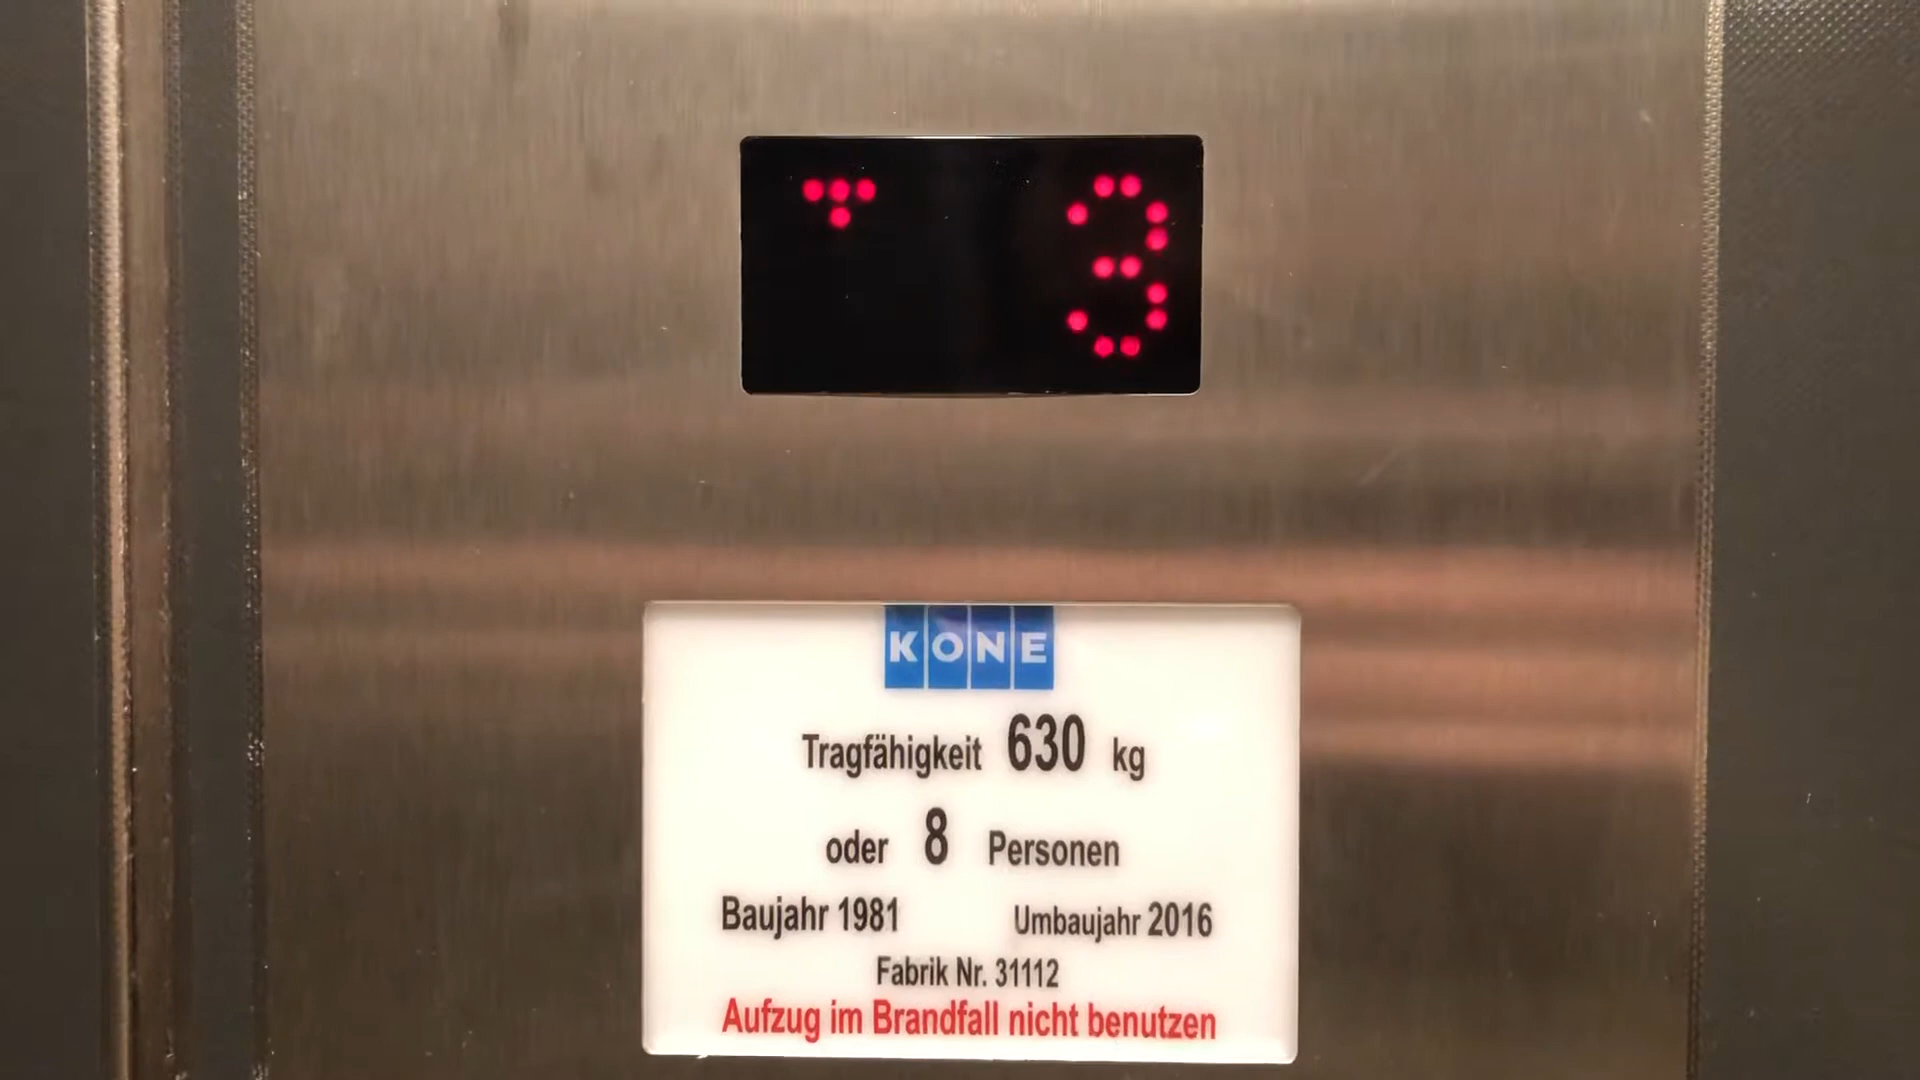 3
KONE
Tragfähigkeit 630 kg
oder 8 Personen
Baujahr 1981 Umbaujahr 2016
Fabrik Nr. 31112
Aufzug im Brandfall nicht benutzen